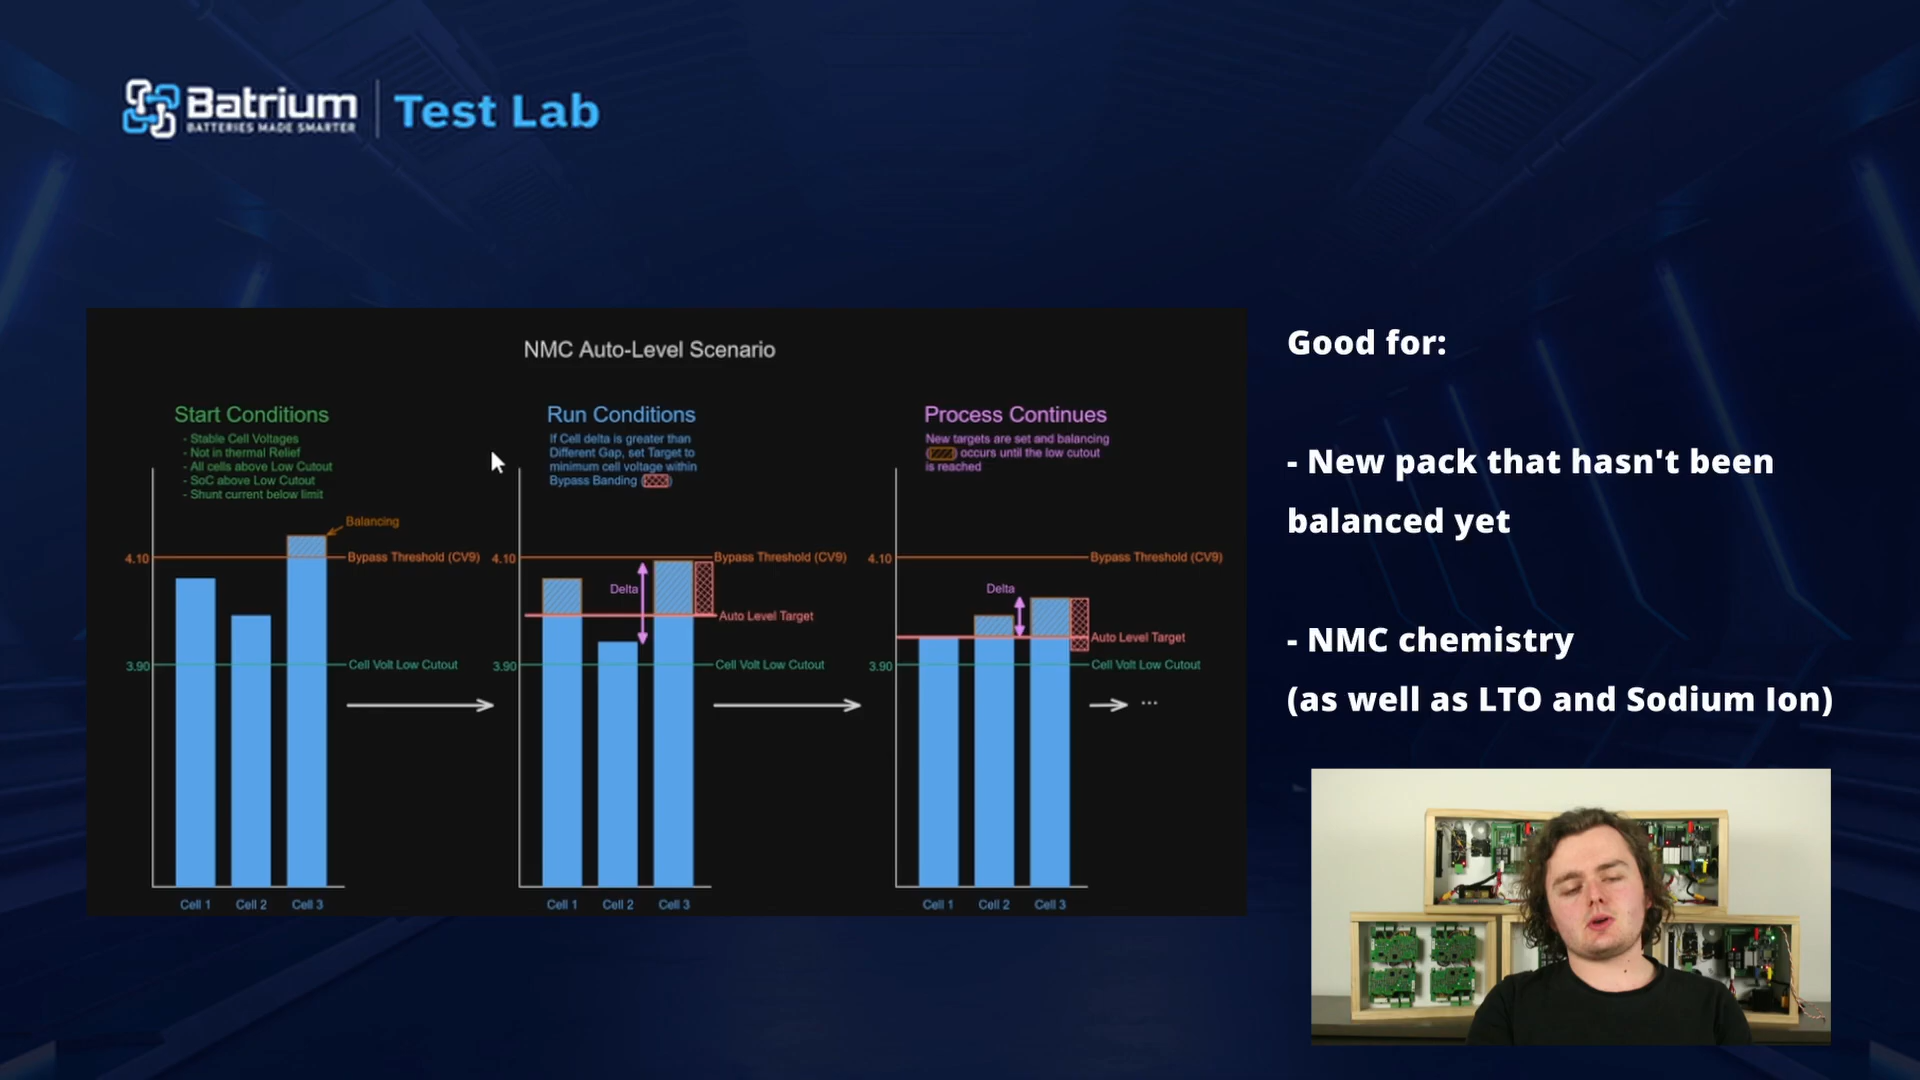 Batrium
BATTERIES MADE SMARTER
Test Lab
NMC Auto-Level Scenario
Start Conditions
- Stable Cell Voltages
- Not in thermal Relief
- All cells above Low Cutout
- SoC above Low Cutout
- Shunt current below limit
Balancing
4.10
Bypass Threshold (CV9)
3.90
Cell Volt Low Cutout
Cell 1
Cell 2
Cell 3
Run Conditions
If Cell delta is greater than
Different Gap, set Target to
minimum cell voltage within
Bypass Banding ( )
4.10
Bypass Threshold (CV9)
Delta
Auto Level Target
3.90
Cell Volt Low Cutout
Cell 1
Cell 2
Cell 3
Process Continues
New targets are set and balancing
( ) occurs until the low cutout
is reached
4.10
Bypass Threshold (CV9)
Delta
Auto Level Target
3.90
Cell Volt Low Cutout
...
Cell 1
Cell 2
Cell 3
Good for:
- New pack that hasn't been
balanced yet
- NMC chemistry
(as well as LTO and Sodium Ion)